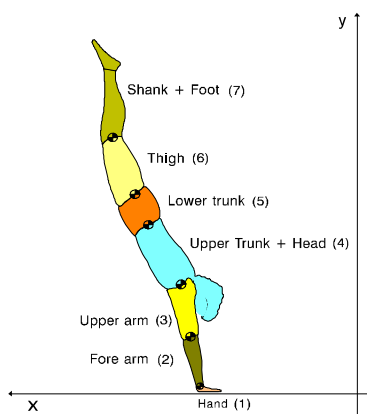 y
Shank + Foot (7)
Thigh (6)
Lower trunk (5)
Upper Trunk + Head (4)
Upper arm (3)
Fore arm (2)
x
Hand (1)